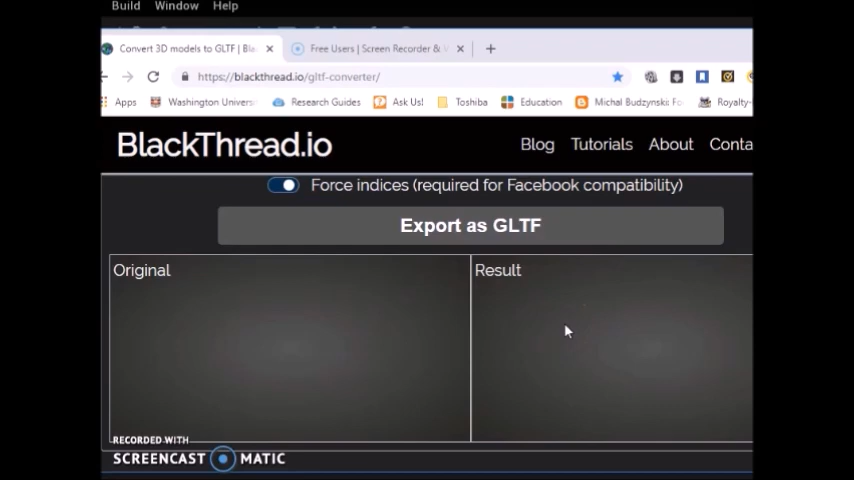 Build Window Help
Convert 3D models to GLTF | Bla
Free Users | Screen Recorder &
https://blackthread.io/gltf-converter/
Apps Washington Univers Research Guides Ask Us! Toshiba Education Michal Budzynski: Fo Royalty-
BlackThread.io
Blog Tutorials About Conta
Force indices (required for Facebook compatibility)
Export as GLTF
Original
Result
RECORDED WITH
SCREENCAST MATIC